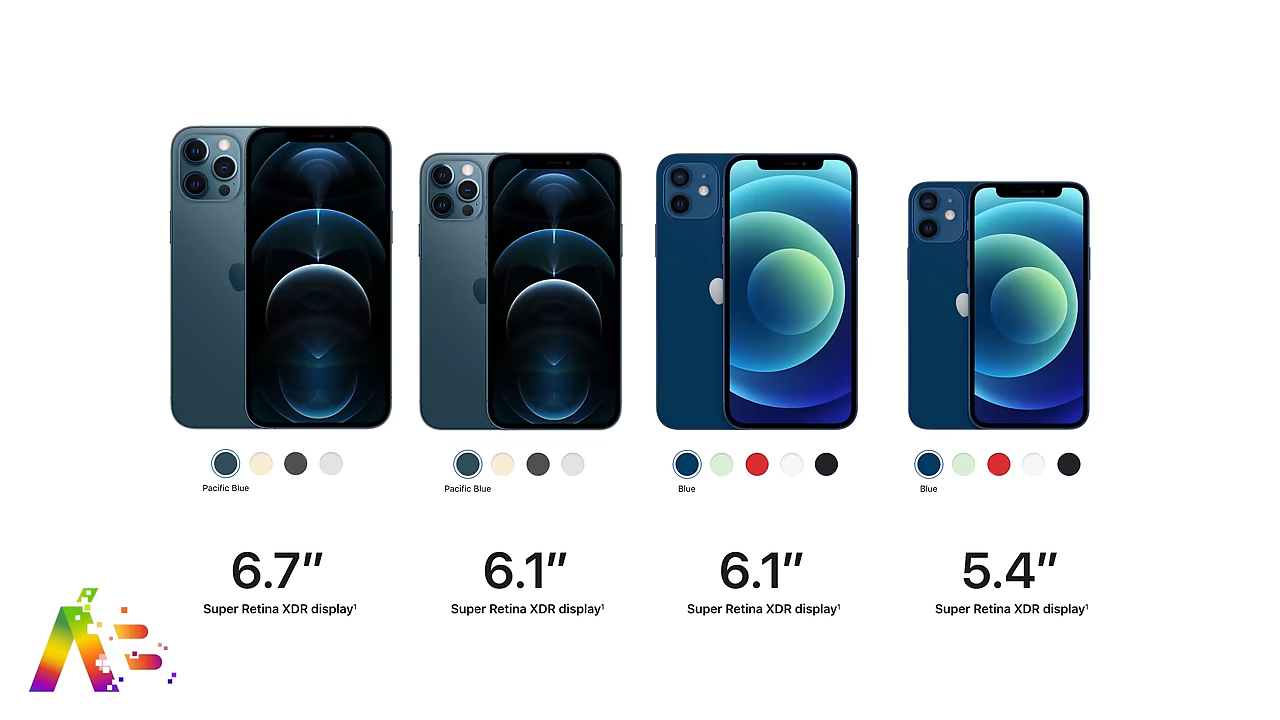 Pacific Blue
Pacific Blue
Blue
Blue
6.7″
6.1″
6.1″
5.4″
Super Retina XDR display¹
Super Retina XDR display¹
Super Retina XDR display¹
Super Retina XDR display¹